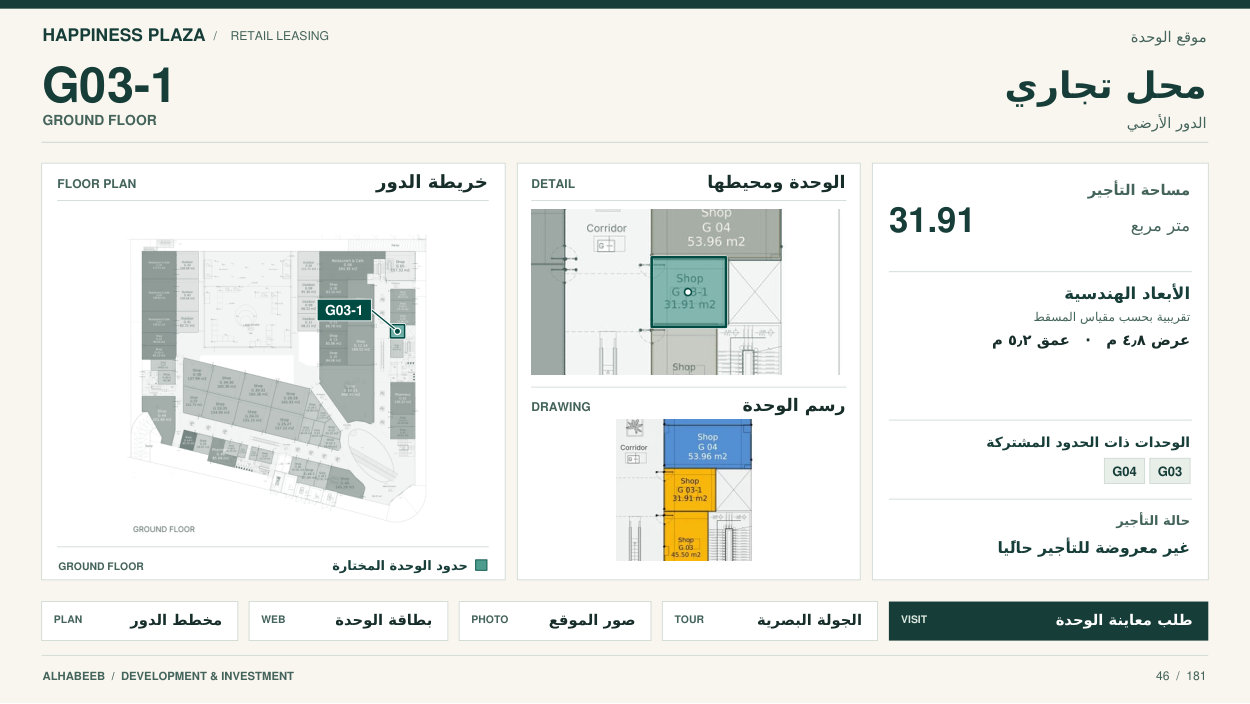 HAPPINESS PLAZA / RETAIL LEASING
موقع الوحدة
G03-1
محل تجاري
GROUND FLOOR
الدور الأرضي
FLOOR PLAN
خريطة الدور
G03-1
GROUND FLOOR
GROUND FLOOR
حدود الوحدة المختارة
DETAIL
الوحدة ومحيطها
Corridor
G
Shop
G 04
53.96 m2
Shop
31.91 m2
Shop
DRAWING
رسم الوحدة
Corridor
G
Shop
G 04
53.96 m2
Shop
G 03-1
31.91 m2
Shop
G 03
45.50 m2
مساحة التأجير
31.91
متر مربع
الأبعاد الهندسية
تقريبية بحسب مقياس المسقط
عرض ٤٫٨ م · عمق ٥٫٢ م
الوحدات ذات الحدود المشتركة
G03
G04
حالة التأجير
غير معروضة للتأجير حاليًا
PLAN
مخطط الدور
WEB
بطاقة الوحدة
PHOTO
صور الموقع
TOUR
الجولة البصرية
VISIT
طلب معاينة الوحدة
ALHABEEB / DEVELOPMENT & INVESTMENT
46 / 181